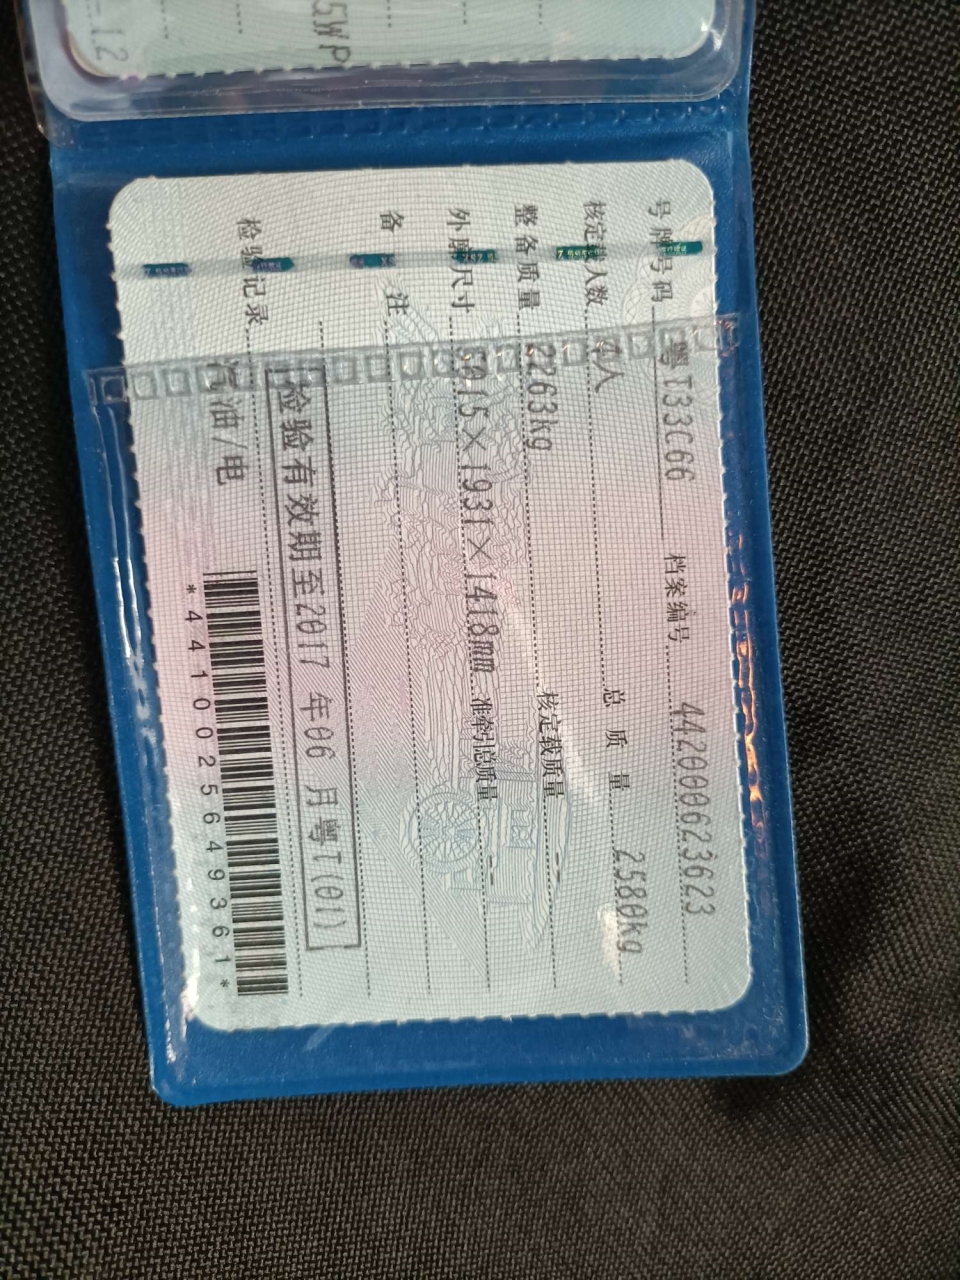 号牌号码 粤T33C66 档案编号 442000623623
核定载人数 人 总质量 2580kg
整备质量 2263kg 核定载质量 --
外廓尺寸 5015×1931×1418mm 准牵引总质量 --
备注
检验有效期至2017年06月粤T(01)
检验记录
汽油/电
*4410025649361*
5WP
-12